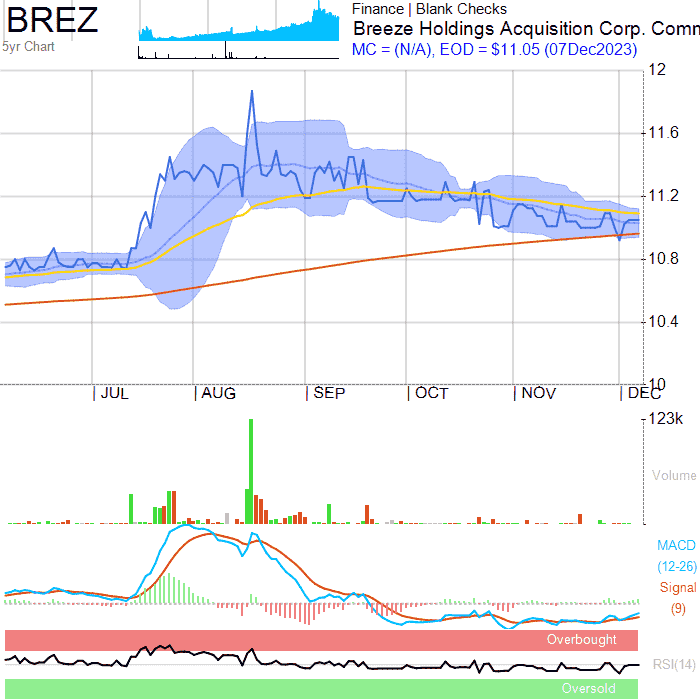 BREZ
5yr Chart
Finance | Blank Checks
Breeze Holdings Acquisition Corp. Comm
MC = (N/A), EOD = $11.05 (07Dec2023)
12
11.6
11.2
10.8
10.4
10
JUL AUG SEP OCT NOV DEC
123k
Volume
MACD
(12-26)
Signal
(9)
Overbought
RSI(14)
Oversold